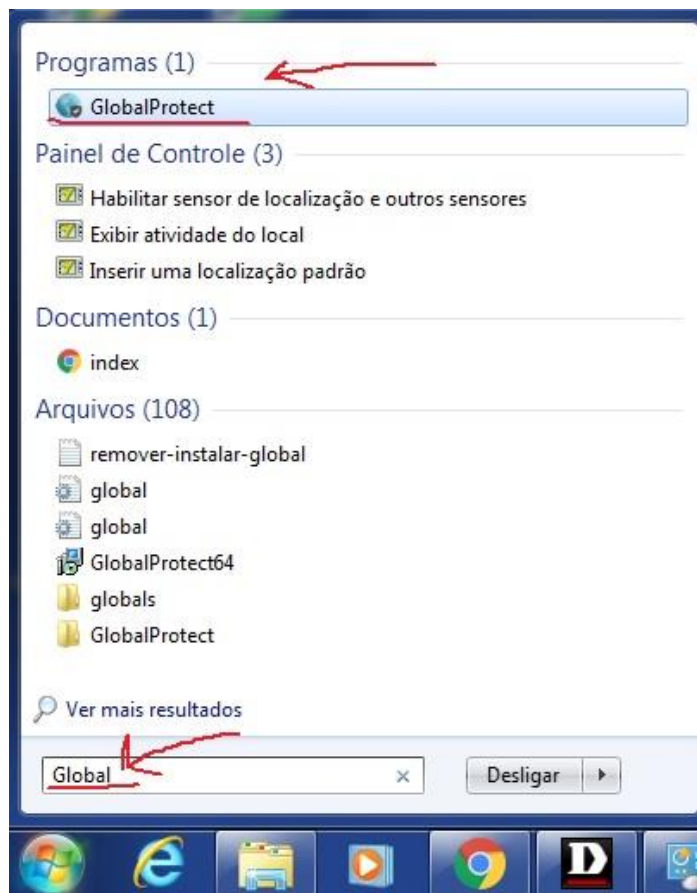 Programas (1)
GlobalProtect
Painel de Controle (3)
Habilitar sensor de localização e outros sensores
Exibir atividade do local
Inserir uma localização padrão
Documentos (1)
index
Arquivos (108)
remover-instalar-global
global
global
GlobalProtect64
globals
GlobalProtect
Ver mais resultados
Global
Desligar
D